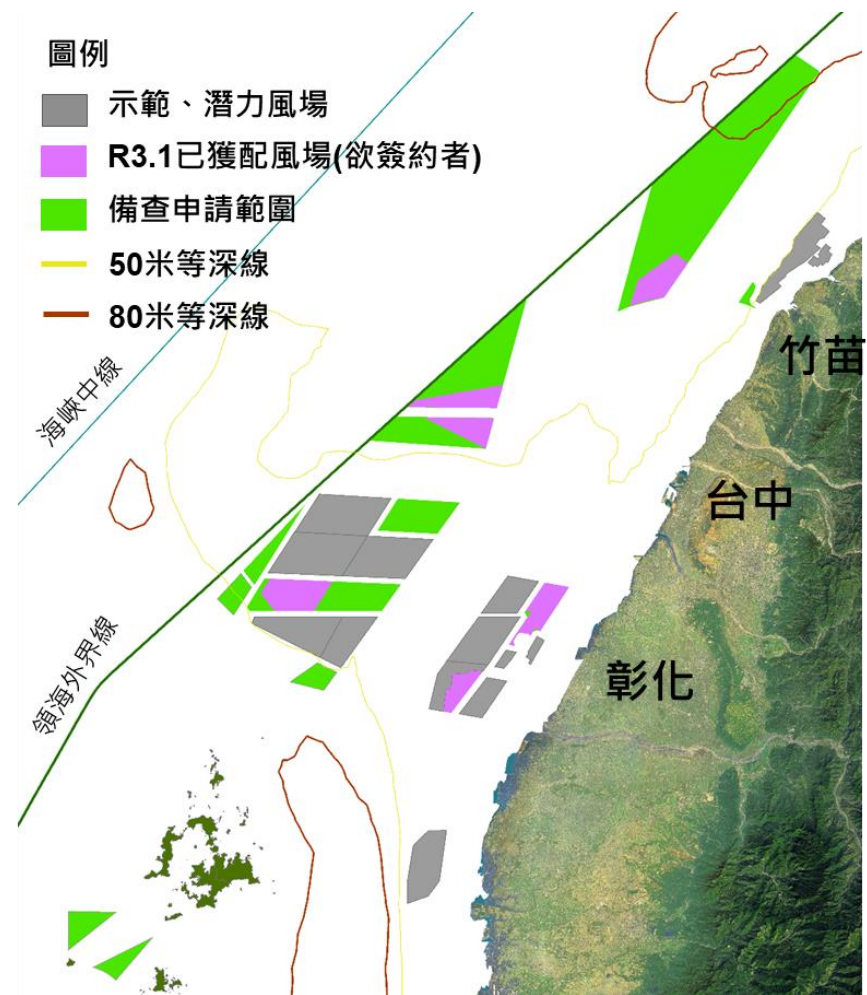 圖例
示範、潛力風場
R3.1已獲配風場(欲簽約者)
備查申請範圍
50米等深線
80米等深線
海峽中線
領海外界線
竹苗
台中
彰化